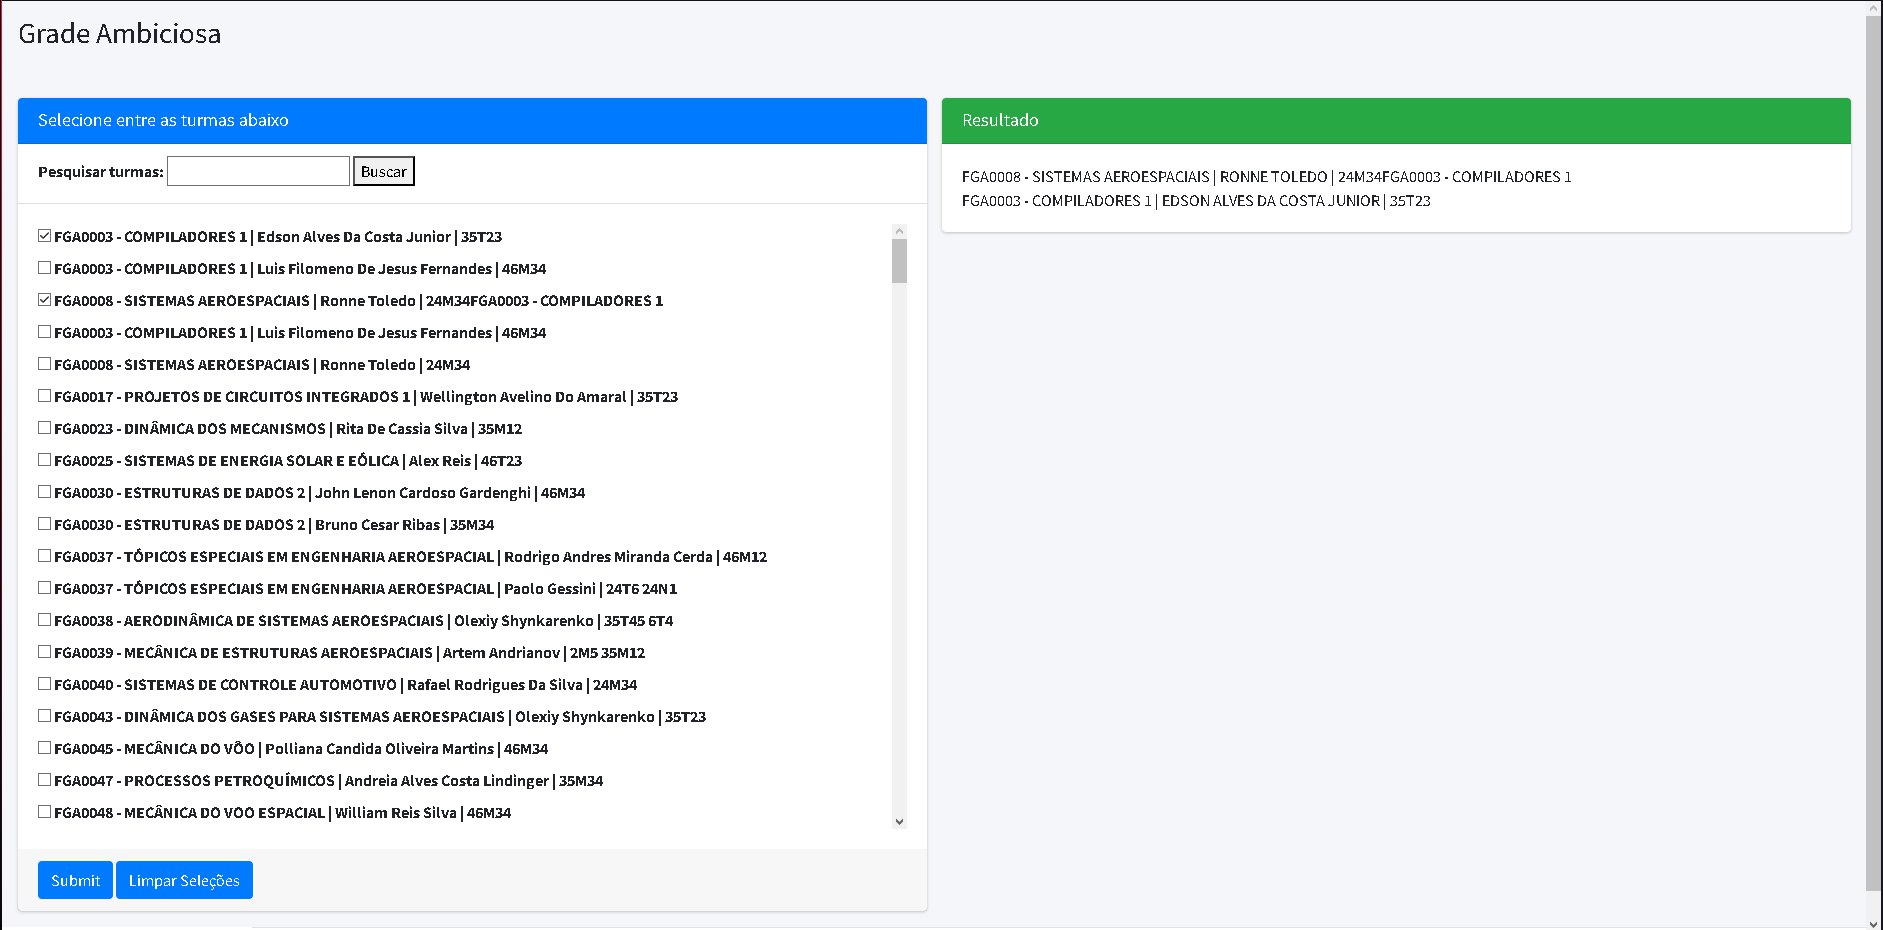 Grade Ambiciosa
Selecione entre as turmas abaixo
Pesquisar turmas: Buscar
FGA0003 - COMPILADORES 1 | Edson Alves Da Costa Junior | 35T23
FGA0003 - COMPILADORES 1 | Luis Filomeno De Jesus Fernandes | 46M34
FGA0008 - SISTEMAS AEROESPACIAIS | Ronne Toledo | 24M34FGA0003 - COMPILADORES 1
FGA0003 - COMPILADORES 1 | Luis Filomeno De Jesus Fernandes | 46M34
FGA0008 - SISTEMAS AEROESPACIAIS | Ronne Toledo | 24M34
FGA0017 - PROJETOS DE CIRCUITOS INTEGRADOS 1 | Wellington Avelino Do Amaral | 35T23
FGA0023 - DINÂMICA DOS MECANISMOS | Rita De Cassia Silva | 35M12
FGA0025 - SISTEMAS DE ENERGIA SOLAR E EÓLICA | Alex Reis | 46T23
FGA0030 - ESTRUTURAS DE DADOS 2 | John Lenon Cardoso Gardenghi | 46M34
FGA0030 - ESTRUTURAS DE DADOS 2 | Bruno Cesar Ribas | 35M34
FGA0037 - TÓPICOS ESPECIAIS EM ENGENHARIA AEROESPACIAL | Rodrigo Andres Miranda Cerda | 46M12
FGA0037 - TÓPICOS ESPECIAIS EM ENGENHARIA AEROESPACIAL | Paolo Gessini | 24T6 24N1
FGA0038 - AERODINÂMICA DE SISTEMAS AEROESPACIAIS | Olexiy Shynkarenko | 35T45 6T4
FGA0039 - MECÂNICA DE ESTRUTURAS AEROESPACIAIS | Artem Andrianov | 2M5 35M12
FGA0040 - SISTEMAS DE CONTROLE AUTOMOTIVO | Rafael Rodrigues Da Silva | 24M34
FGA0043 - DINÂMICA DOS GASES PARA SISTEMAS AEROESPACIAIS | Olexiy Shynkarenko | 35T23
FGA0045 - MECÂNICA DO VÔO | Polliana Candida Oliveira Martins | 46M34
FGA0047 - PROCESSOS PETROQUÍMICOS | Andreia Alves Costa Lindinger | 35M34
FGA0048 - MECÂNICA DO VOO ESPACIAL | William Reis Silva | 46M34
Submit Limpar Seleções
Resultado
FGA0008 - SISTEMAS AEROESPACIAIS | RONNE TOLEDO | 24M34FGA0003 - COMPILADORES 1
FGA0003 - COMPILADORES 1 | EDSON ALVES DA COSTA JUNIOR | 35T23